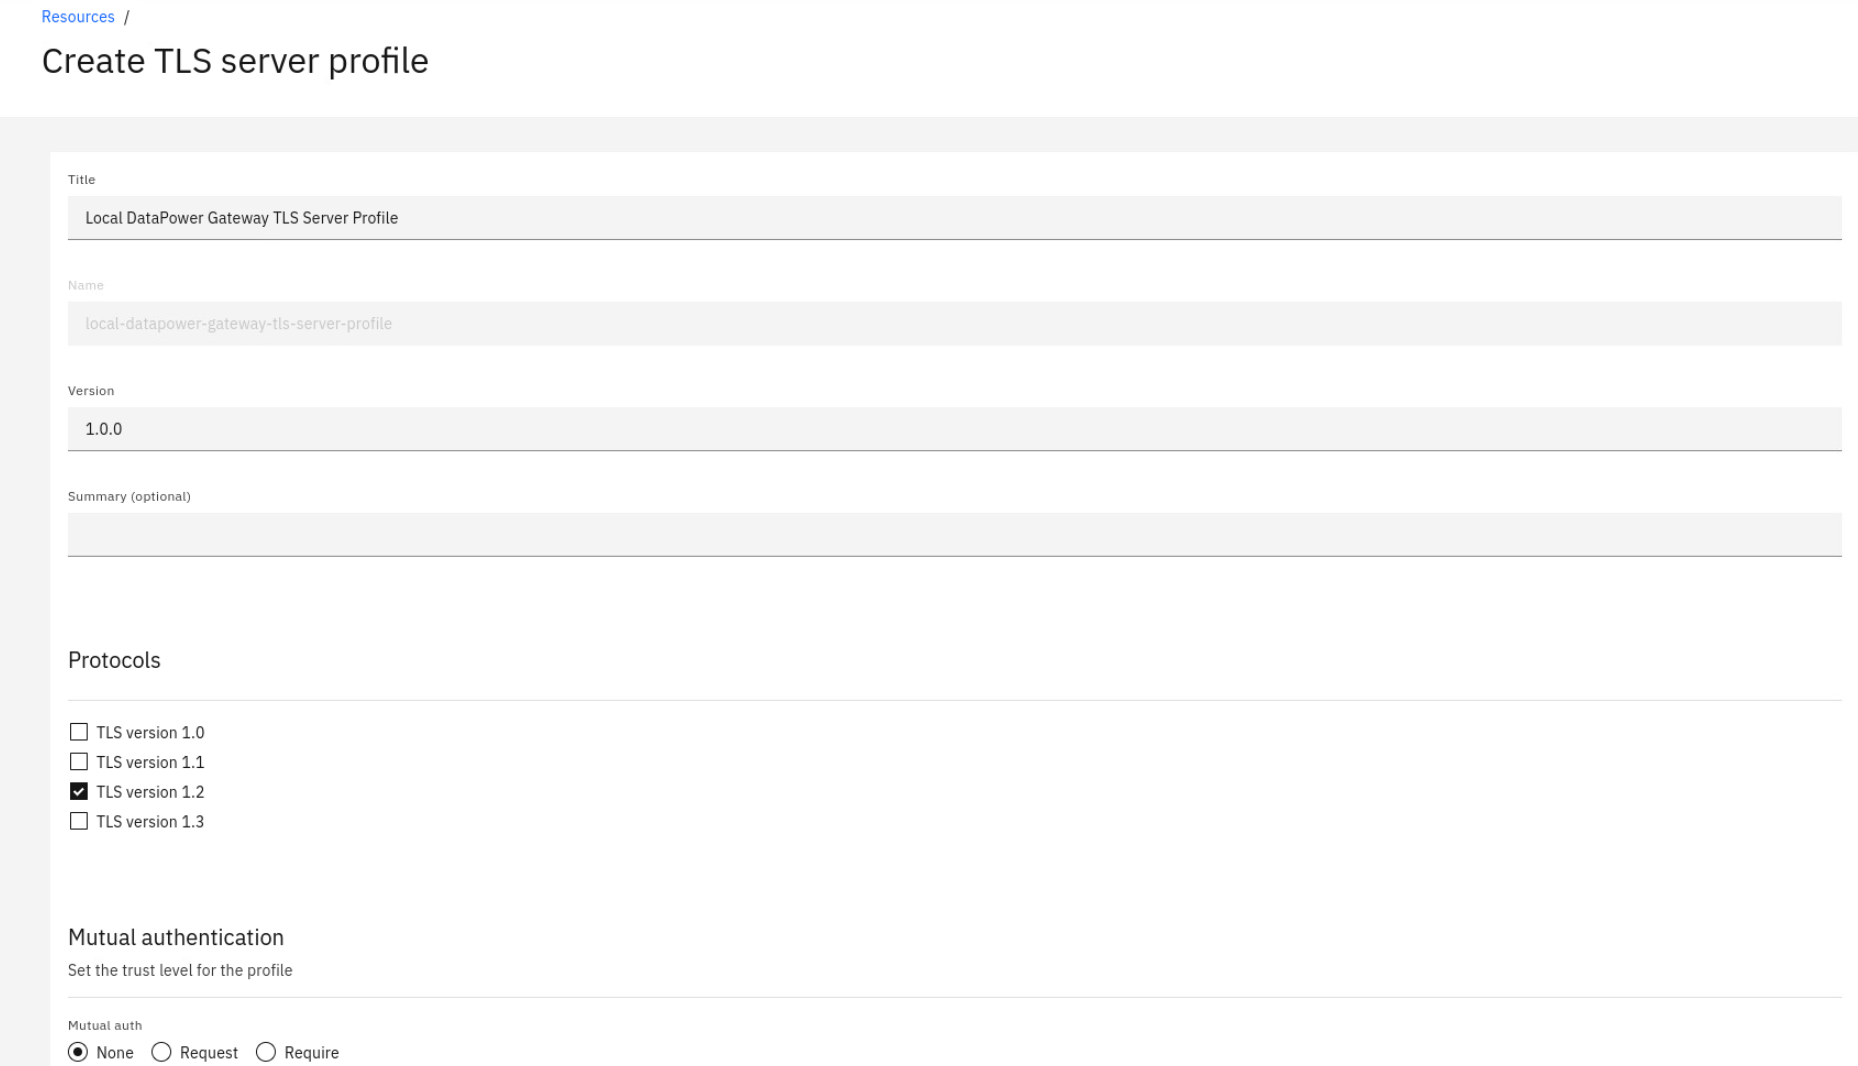 Resources /
Create TLS server profile
Title
Local DataPower Gateway TLS Server Profile
Name
local-datapower-gateway-tls-server-profile
Version
1.0.0
Summary (optional)
Protocols
TLS version 1.0
TLS version 1.1
TLS version 1.2
TLS version 1.3
Mutual authentication
Set the trust level for the profile
Mutual auth
None Request Require